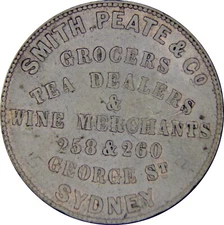 SMITH, PEATE & CO
GROCERS
TEA DEALERS
&
WINE MERCHANTS
258 & 260
GEORGE ST
SYDNEY